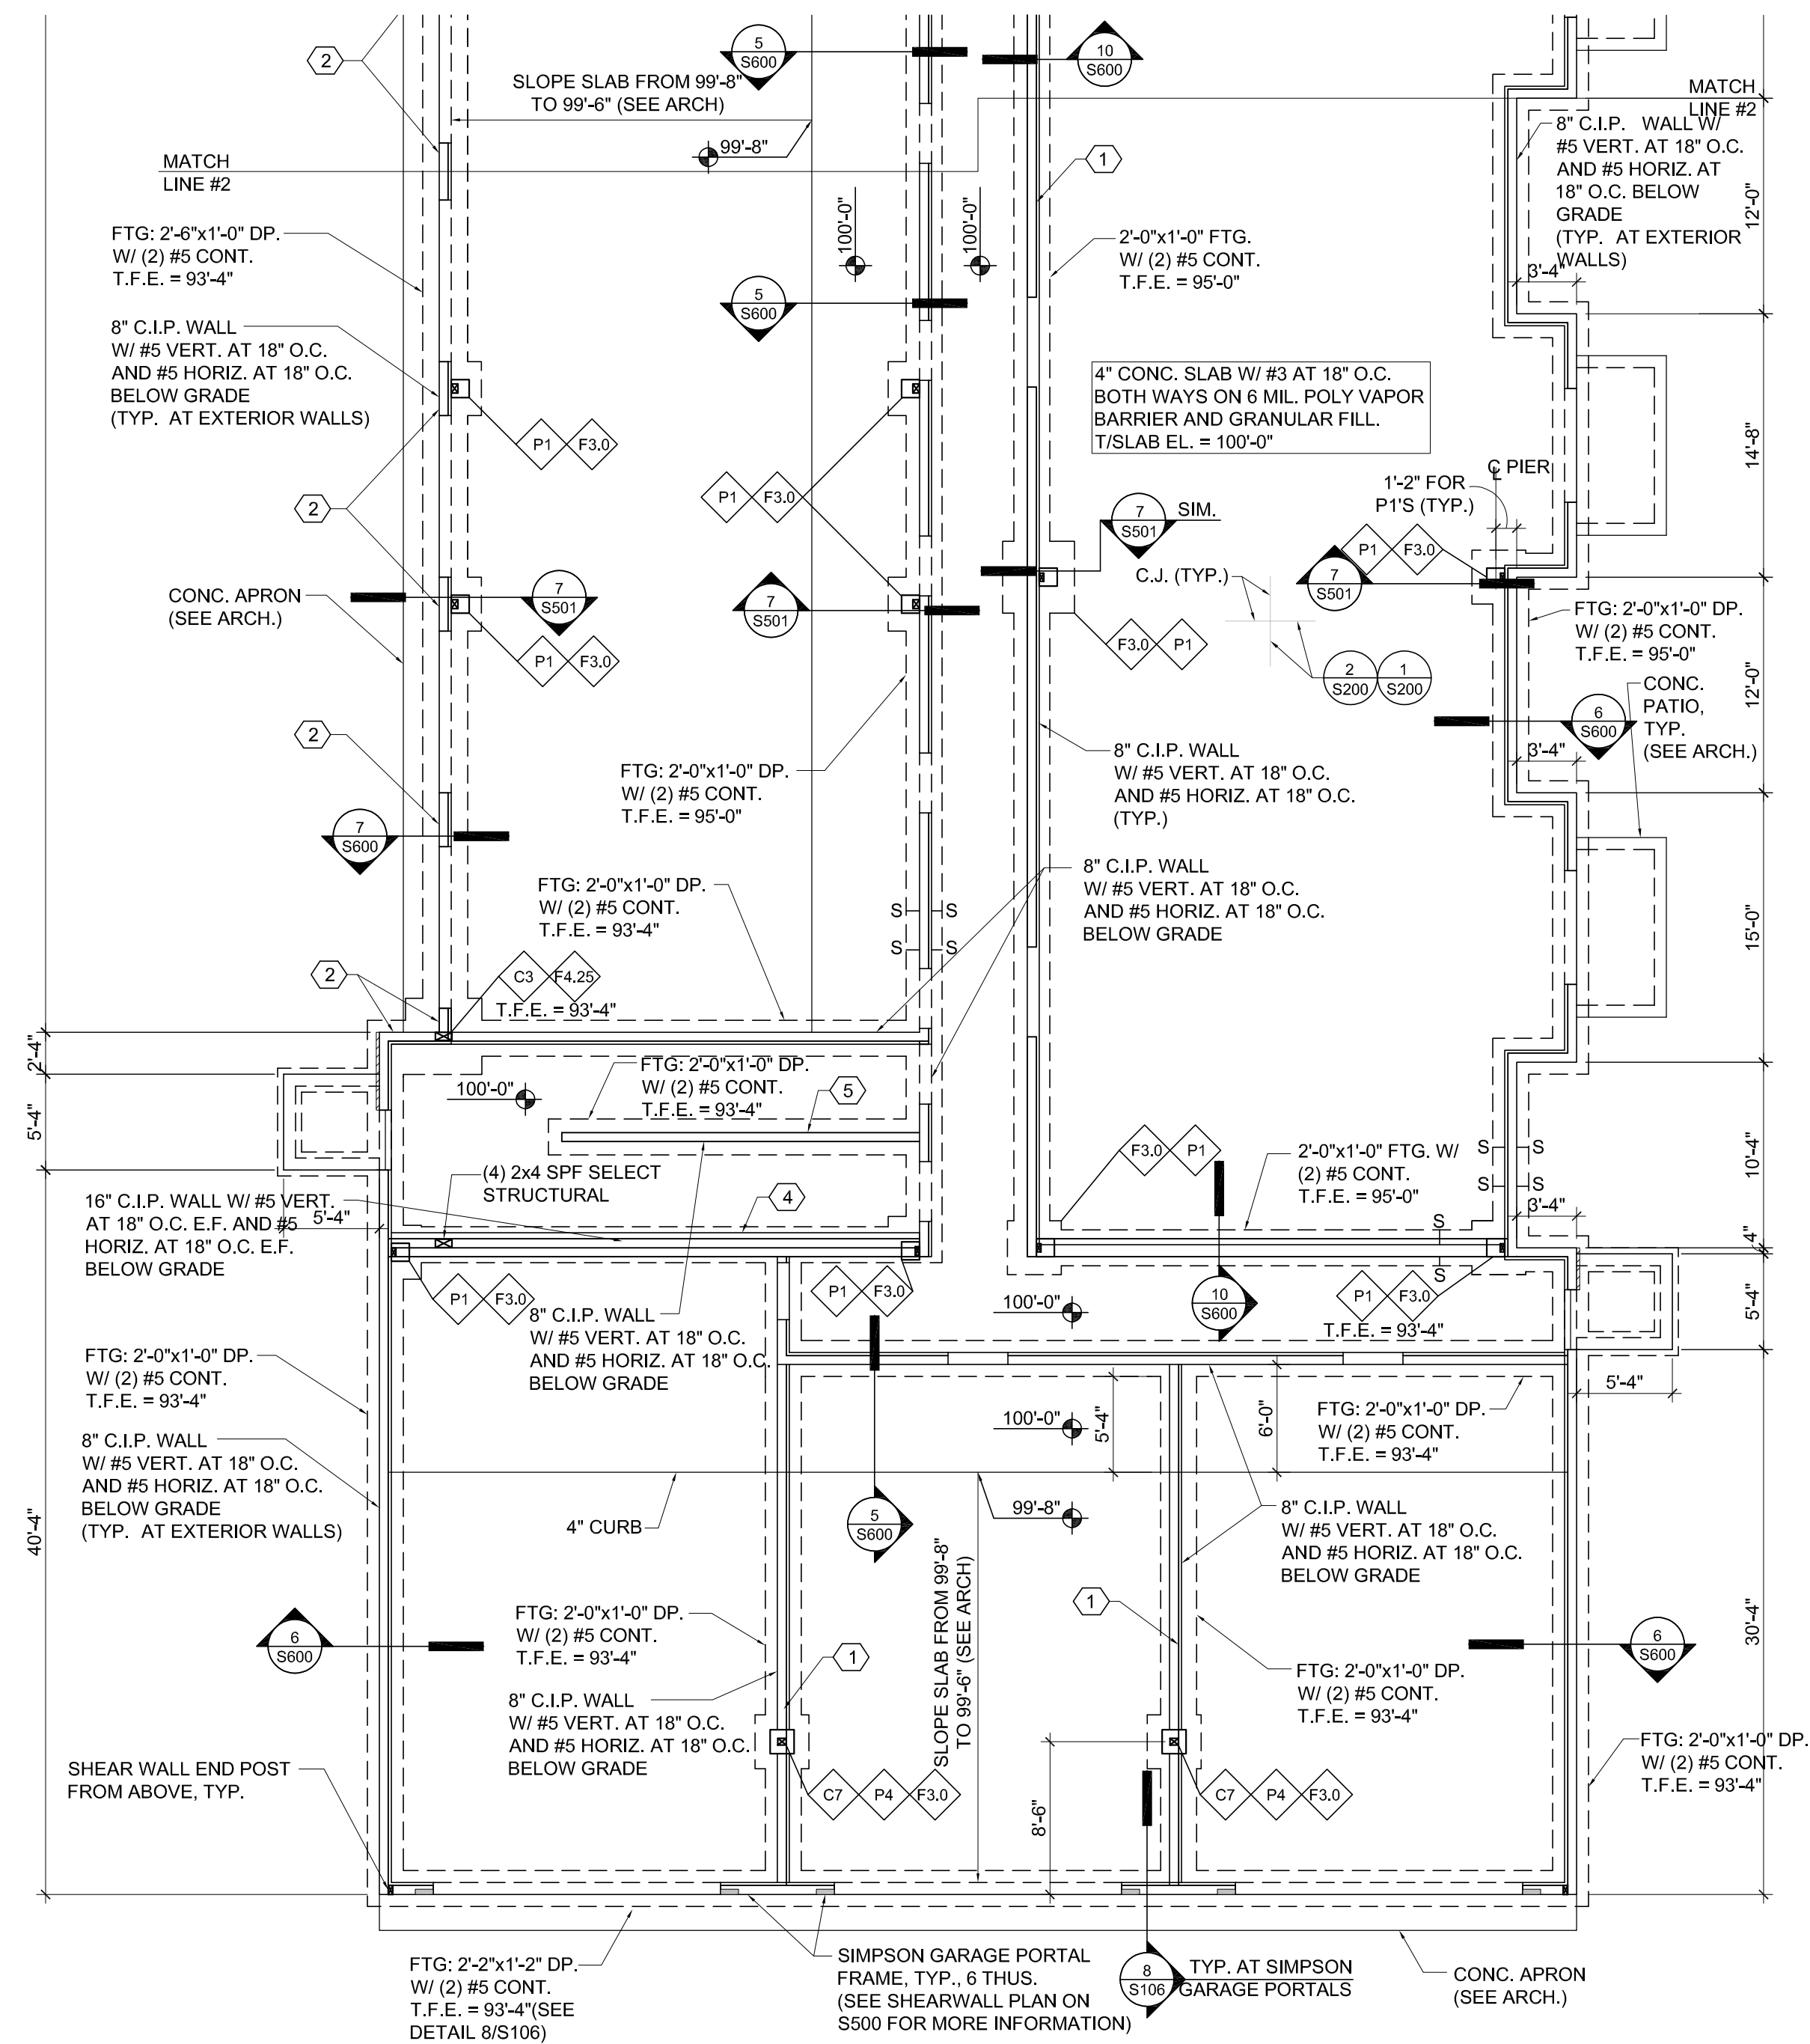 2
5
S600
10
S600
SLOPE SLAB FROM 99'-8"
TO 99'-6" (SEE ARCH)
MATCH
LINE #2
99'-8"
MATCH
LINE #2
1
8" C.I.P. WALL W/
#5 VERT. AT 18" O.C.
AND #5 HORIZ. AT
18" O.C. BELOW
GRADE
(TYP. AT EXTERIOR
WALLS)
12'-0"
3'-4"
FTG: 2'-6"x1'-0" DP.
W/ (2) #5 CONT.
T.F.E. = 93'-4"
100'-0"
100'-0"
2'-0"x1'-0" FTG.
W/ (2) #5 CONT.
T.F.E. = 95'-0"
5
S600
8" C.I.P. WALL
W/ #5 VERT. AT 18" O.C.
AND #5 HORIZ. AT 18" O.C.
BELOW GRADE
(TYP. AT EXTERIOR WALLS)
4" CONC. SLAB W/ #3 AT 18" O.C.
BOTH WAYS ON 6 MIL. POLY VAPOR
BARRIER AND GRANULAR FILL.
T/SLAB EL. = 100'-0"
14'-8"
P1
F3.0
P1
F3.0
2
C PIER
1'-2" FOR
P1'S (TYP.)
7
S501
SIM.
P1
F3.0
7
S501
C.J. (TYP.)
CONC. APRON
(SEE ARCH.)
7
S501
7
S501
FTG: 2'-0"x1'-0" DP.
W/ (2) #5 CONT.
T.F.E. = 95'-0"
P1
F3.0
F3.0
P1
2
S200
1
S200
CONC.
PATIO,
TYP.
(SEE ARCH.)
12'-0"
6
S600
3'-4"
2
8" C.I.P. WALL
W/ #5 VERT. AT 18" O.C.
AND #5 HORIZ. AT 18" O.C.
(TYP.)
FTG: 2'-0"x1'-0" DP.
W/ (2) #5 CONT.
T.F.E. = 95'-0"
7
S600
8" C.I.P. WALL
W/ #5 VERT. AT 18" O.C.
AND #5 HORIZ. AT 18" O.C.
BELOW GRADE
FTG: 2'-0"x1'-0" DP.
W/ (2) #5 CONT.
T.F.E. = 93'-4"
S S
S S
15'-0"
2
C3
F4.25
T.F.E. = 93'-4"
2'-4"
5'-4"
100'-0"
FTG: 2'-0"x1'-0" DP.
W/ (2) #5 CONT.
T.F.E. = 93'-4"
5
F3.0
P1
2'-0"x1'-0" FTG. W/
(2) #5 CONT.
T.F.E. = 95'-0"
S S
S S
10'-4"
3'-4"
(4) 2x4 SPF SELECT
STRUCTURAL
4
16" C.I.P. WALL W/ #5 VERT.
AT 18" O.C. E.F. AND #5
HORIZ. AT 18" O.C. E.F.
BELOW GRADE
5'-4"
S
S
4"
P1
F3.0
P1
F3.0
100'-0"
10
S600
P1
F3.0
T.F.E. = 93'-4"
5'-4"
8" C.I.P. WALL
W/ #5 VERT. AT 18" O.C.
AND #5 HORIZ. AT 18" O.C.
BELOW GRADE
FTG: 2'-0"x1'-0" DP.
W/ (2) #5 CONT.
T.F.E. = 93'-4"
5'-4"
100'-0"
5'-4"
6'-0"
FTG: 2'-0"x1'-0" DP.
W/ (2) #5 CONT.
T.F.E. = 93'-4"
8" C.I.P. WALL
W/ #5 VERT. AT 18" O.C.
AND #5 HORIZ. AT 18" O.C.
BELOW GRADE
(TYP. AT EXTERIOR WALLS)
40'-4"
4" CURB
5
S600
99'-8"
8" C.I.P. WALL
W/ #5 VERT. AT 18" O.C.
AND #5 HORIZ. AT 18" O.C.
BELOW GRADE
SLOPE SLAB FROM 99'-8"
TO 99'-6" (SEE ARCH)
FTG: 2'-0"x1'-0" DP.
W/ (2) #5 CONT.
T.F.E. = 93'-4"
1
1
6
S600
6
S600
30'-4"
FTG: 2'-0"x1'-0" DP.
W/ (2) #5 CONT.
T.F.E. = 93'-4"
8" C.I.P. WALL
W/ #5 VERT. AT 18" O.C.
AND #5 HORIZ. AT 18" O.C.
BELOW GRADE
FTG: 2'-0"x1'-0" DP.
W/ (2) #5 CONT.
T.F.E. = 93'-4"
SHEAR WALL END POST
FROM ABOVE, TYP.
C7
P4
F3.0
8'-6"
C7
P4
F3.0
FTG: 2'-2"x1'-2" DP.
W/ (2) #5 CONT.
T.F.E. = 93'-4"(SEE
DETAIL 8/S106)
SIMPSON GARAGE PORTAL
FRAME, TYP., 6 THUS.
(SEE SHEARWALL PLAN ON
S500 FOR MORE INFORMATION)
8
S106
TYP. AT SIMPSON
GARAGE PORTALS
CONC. APRON
(SEE ARCH.)